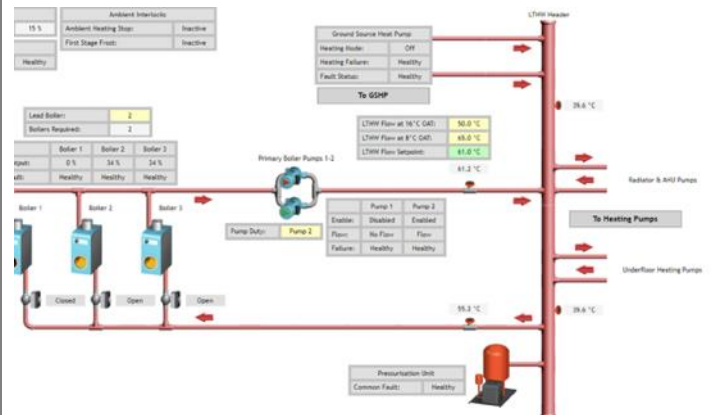 Ambient Interlocks
15 %
Ambient Heating Stop: Inactive
First Stage Frost: Inactive
Healthy
LTHW Header
Ground Source Heat Pump
Heating Mode: Off
Heating Failure: Healthy
Fault Status: Healthy
To GSHP
Lead Boiler: 2
Boilers Required: 2
LTHW Flow at 16°C OAT: 50.0 °C
LTHW Flow at 8°C OAT: 65.0 °C
LTHW Flow Setpoint: 61.0 °C
Boiler 1 Boiler 2 Boiler 3
0 % 34 % 34 %
Healthy Healthy Healthy
Primary Boiler Pumps 1-2
61.2 °C
Radiator & AHU Pumps
Boiler 1 Boiler 2 Boiler 3
Pump Duty: Pump 2
Pump 1 Pump 2
Enable: Disabled Enabled
Flow: No Flow Flow
Failure: Healthy Healthy
To Heating Pumps
Underfloor Heating Pumps
Closed Open Open
55.3 °C
39.6 °C
Pressurisation Unit
Common Fault: Healthy